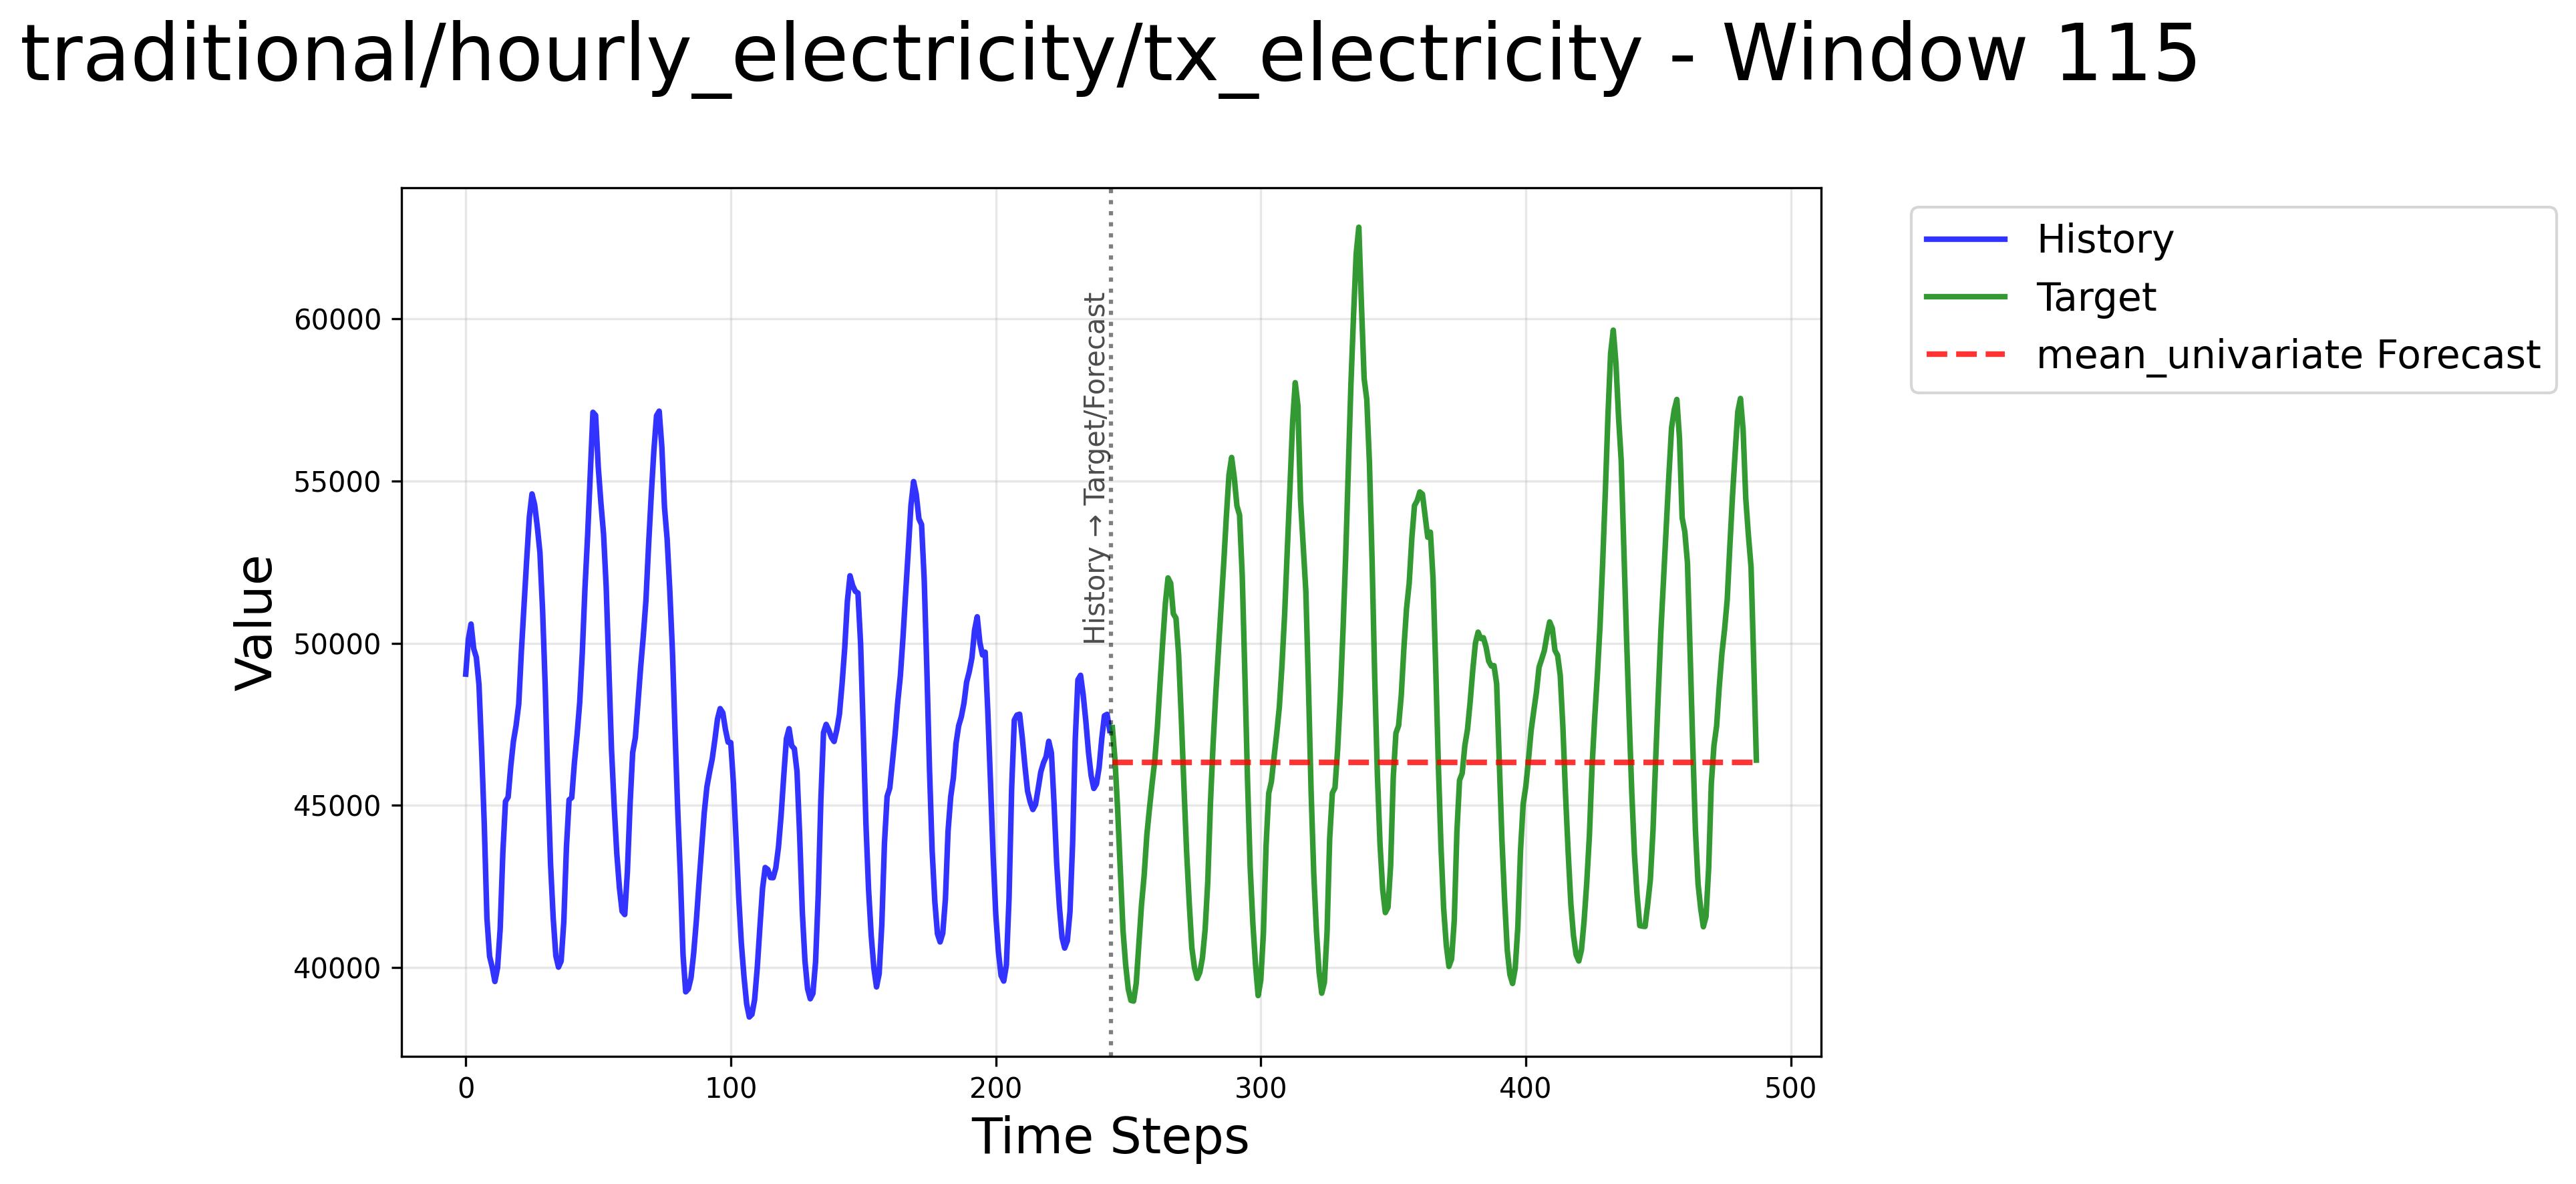 traditional/hourly_electricity/tx_electricity - Window 115
History
Target
mean_univariate Forecast
History → Target/Forecast
Value
60000
55000
50000
45000
40000
0
100
200
300
400
500
Time Steps